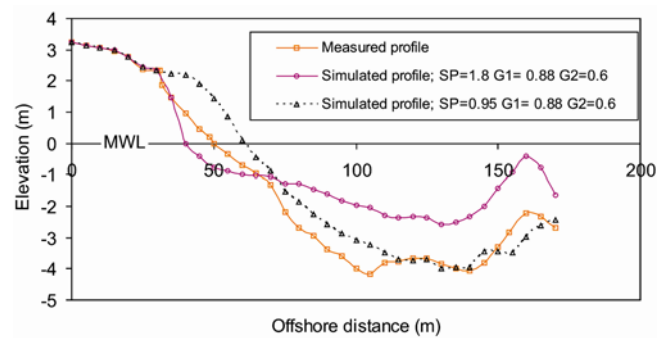 4
3
2
1
0
-1
-2
-3
-4
-5
Elevation (m)
MWL
0
50
100
150
200
Offshore distance (m)
Measured profile
Simulated profile; SP=1.8 G1= 0.88 G2=0.6
Simulated profile; SP=0.95 G1= 0.88 G2=0.6